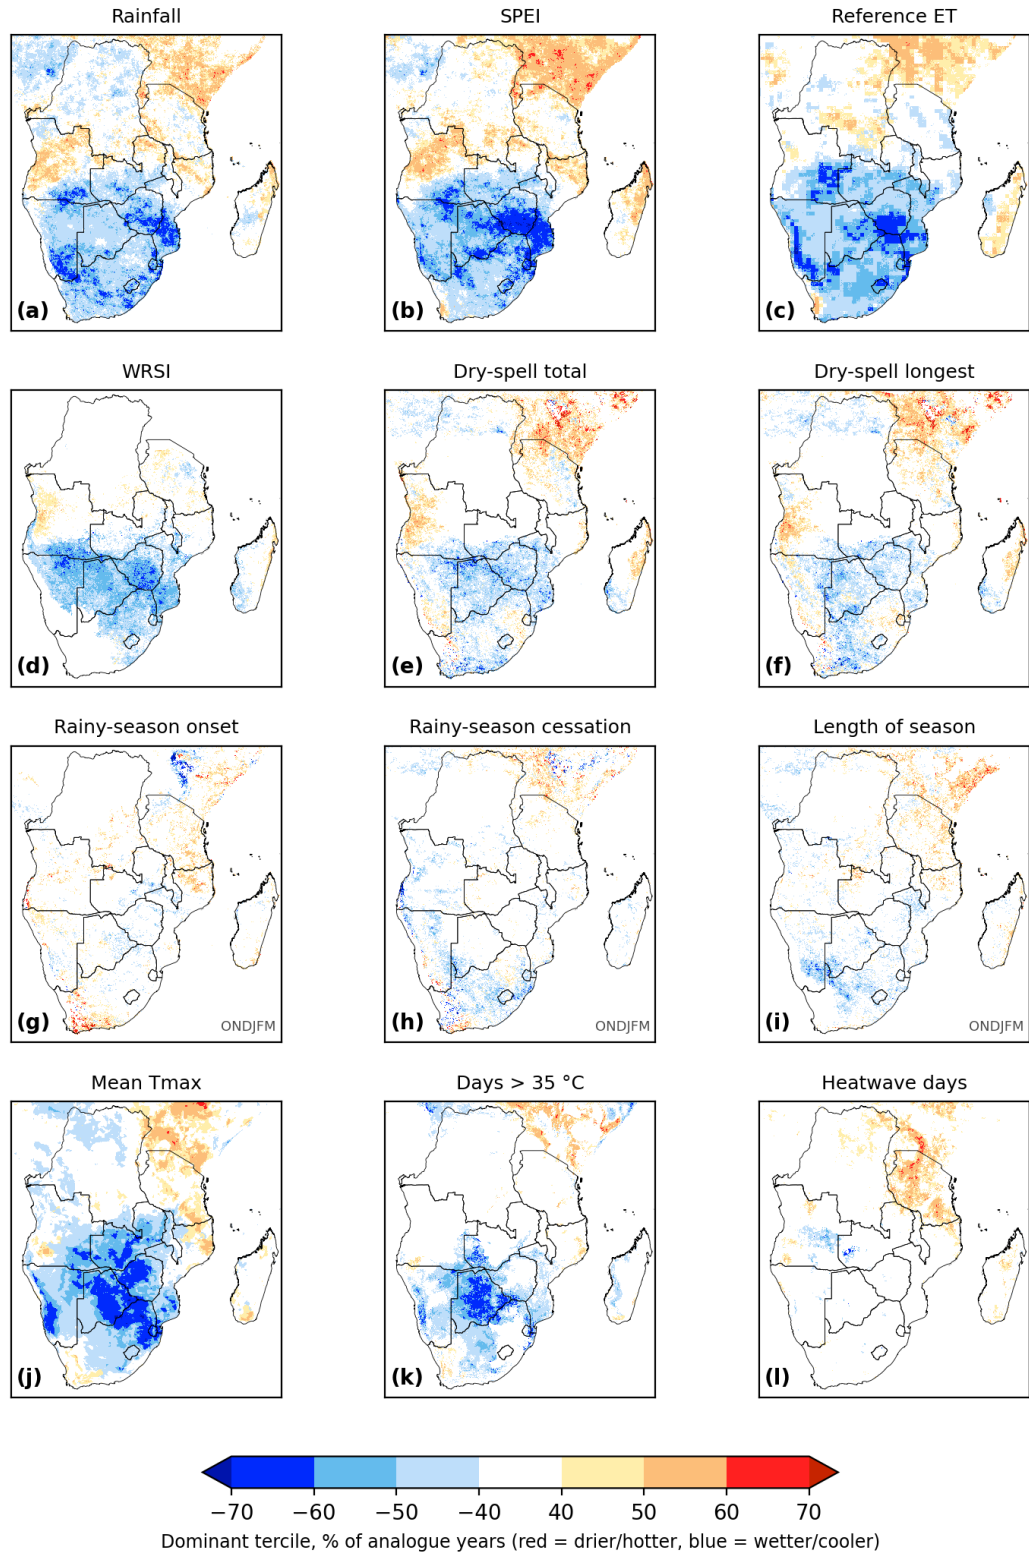 Rainfall
SPEI
Reference ET
(a)
(b)
(c)
WRSI
Dry-spell total
Dry-spell longest
(d)
(e)
(f)
Rainy-season onset
Rainy-season cessation
Length of season
(g)
ONDJFM
(h)
ONDJFM
(i)
ONDJFM
Mean Tmax
Days > 35 °C
Heatwave days
(j)
(k)
(l)
−70 −60 −50 −40 40 50 60 70
Dominant tercile, % of analogue years (red = drier/hotter, blue = wetter/cooler)